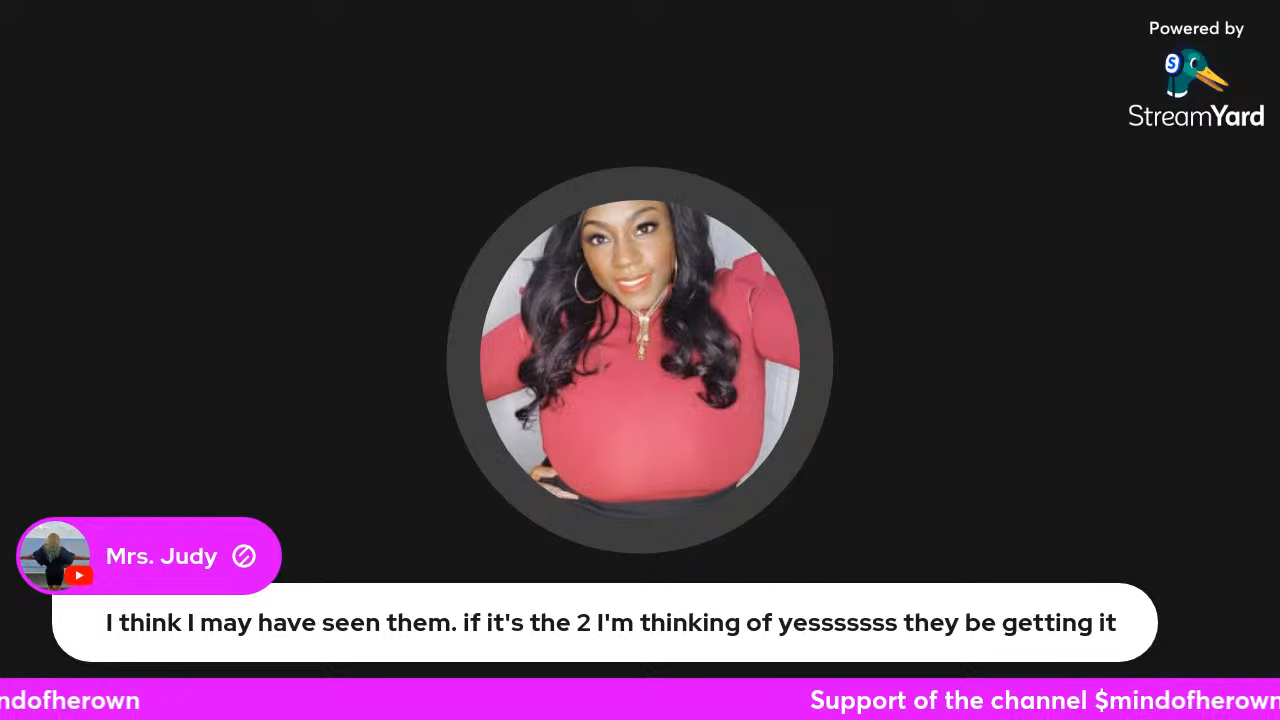 Powered by
StreamYard
Mrs. Judy
I think I may have seen them. if it's the 2 I'm thinking of yesssssss they be getting it
ndofherown Support of the channel $mindofherown